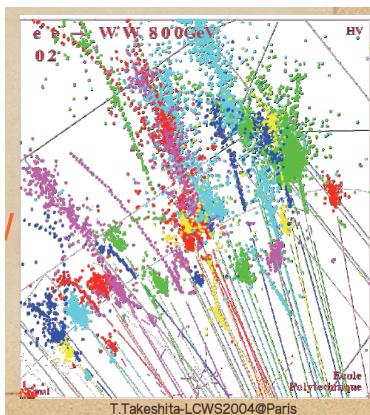 WW 800GeV HV
02
Ecole
Polytechnique
T.Takeshita-LCWS2004@Paris